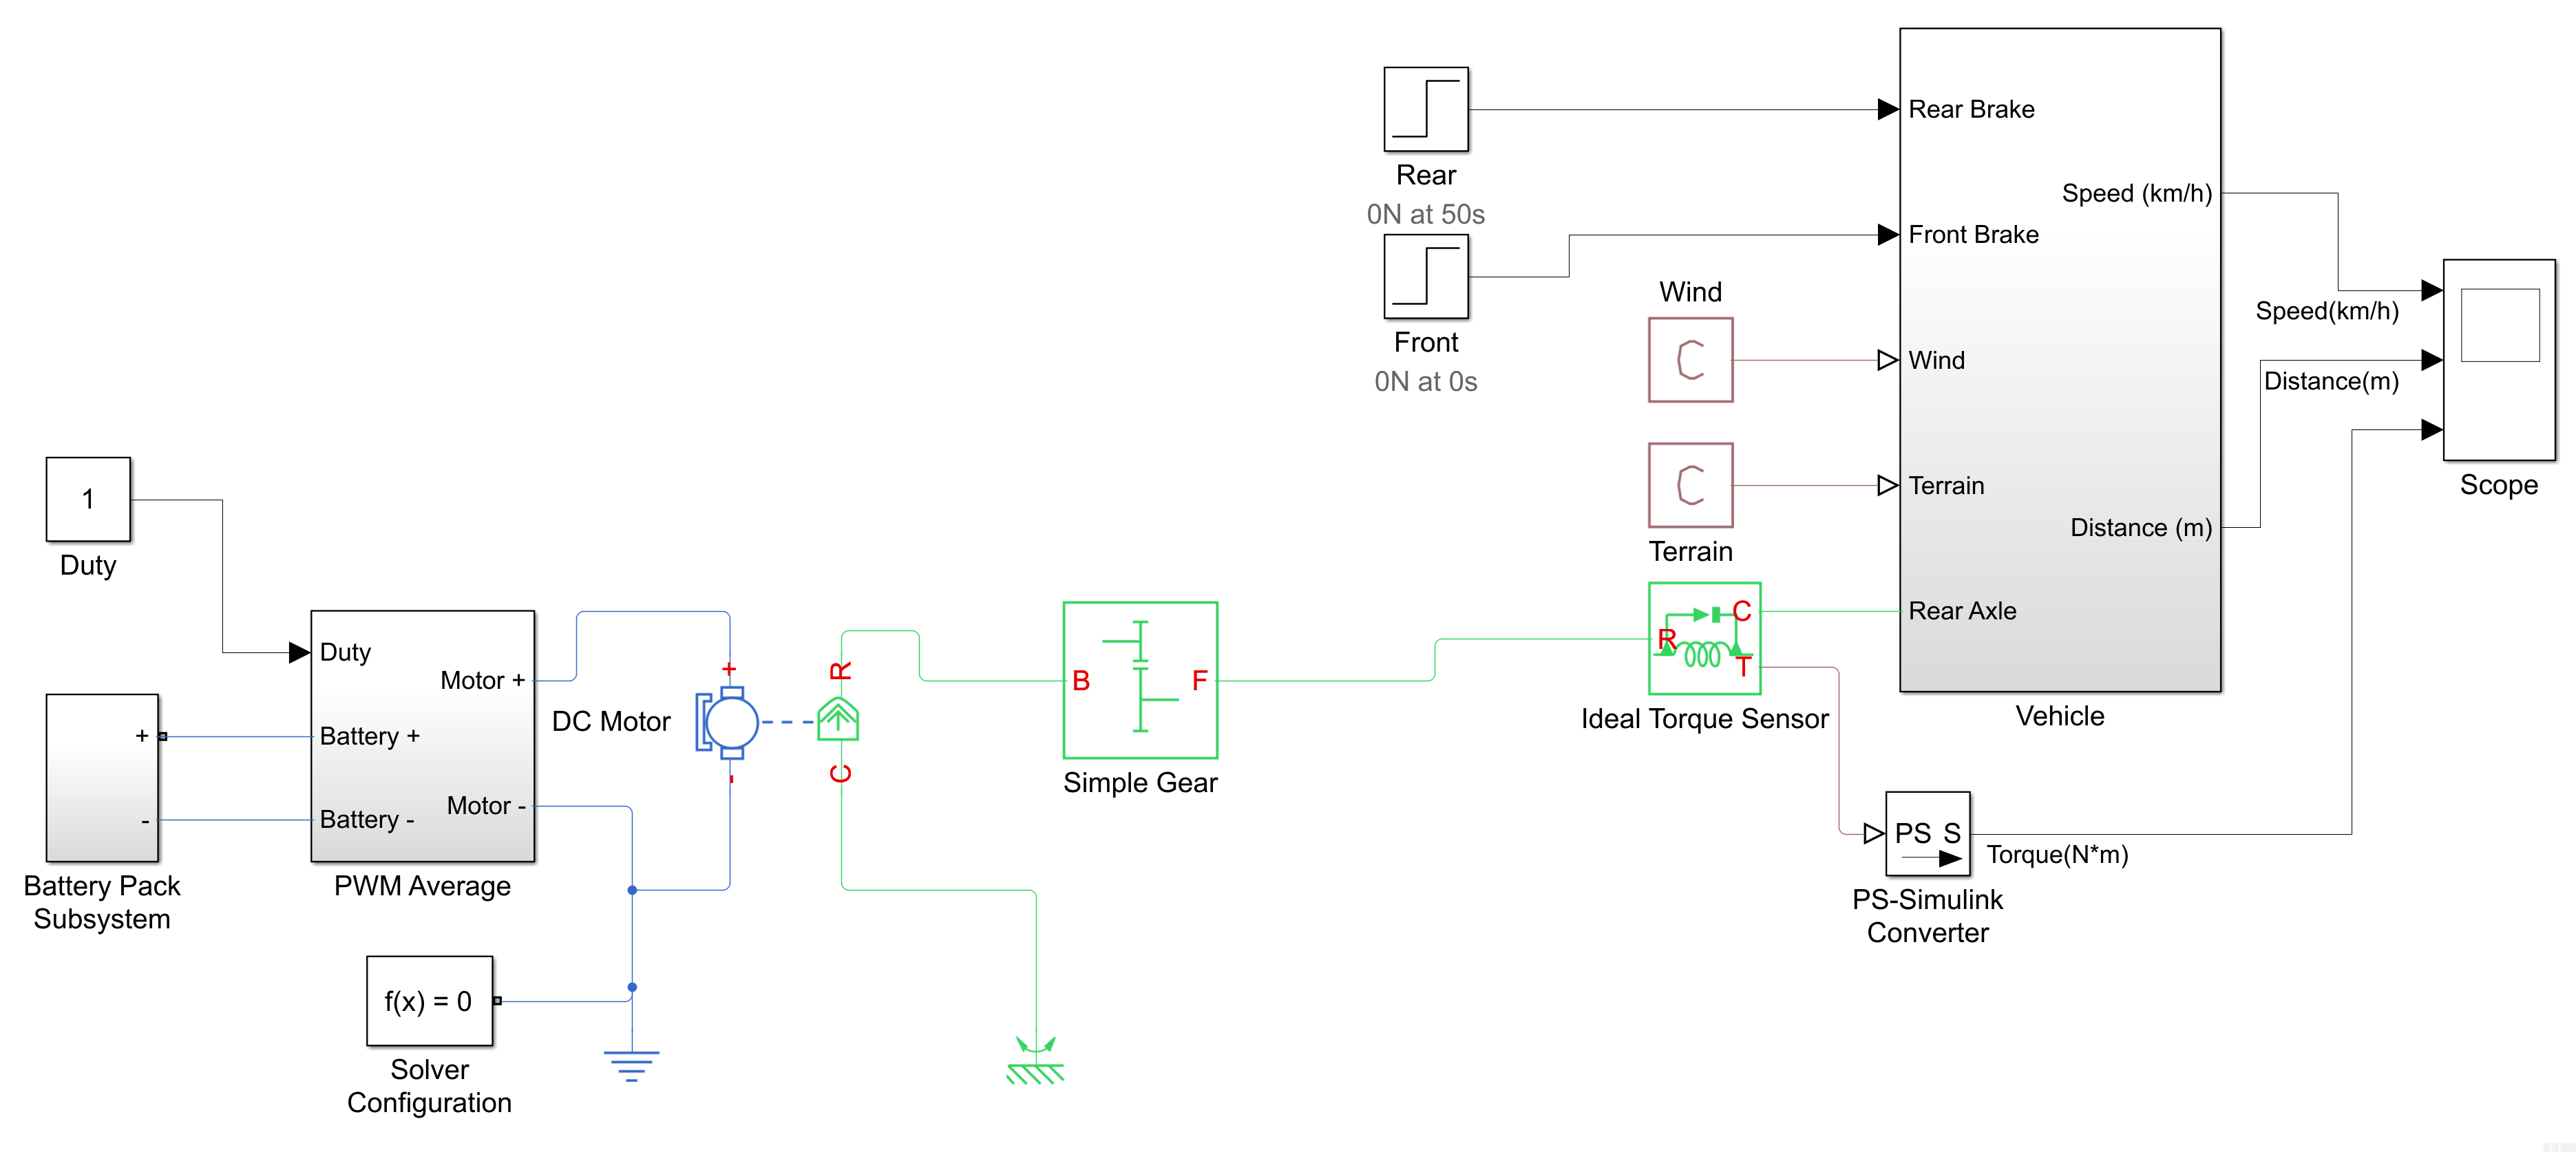 Rear
0N at 50s
Front
0N at 0s
Wind
C
C
Terrain
Rear Brake
Front Brake
Wind
Terrain
Rear Axle
Speed (km/h)
Distance (m)
Vehicle
Speed(km/h)
Distance(m)
Scope
1
Duty
+
-
Battery Pack
Subsystem
Duty
Battery +
Battery -
Motor +
Motor -
PWM Average
f(x) = 0
Solver
Configuration
DC Motor
+
-
R
C
B
F
Simple Gear
R
C
T
Ideal Torque Sensor
PS S
PS-Simulink
Converter
Torque(N*m)